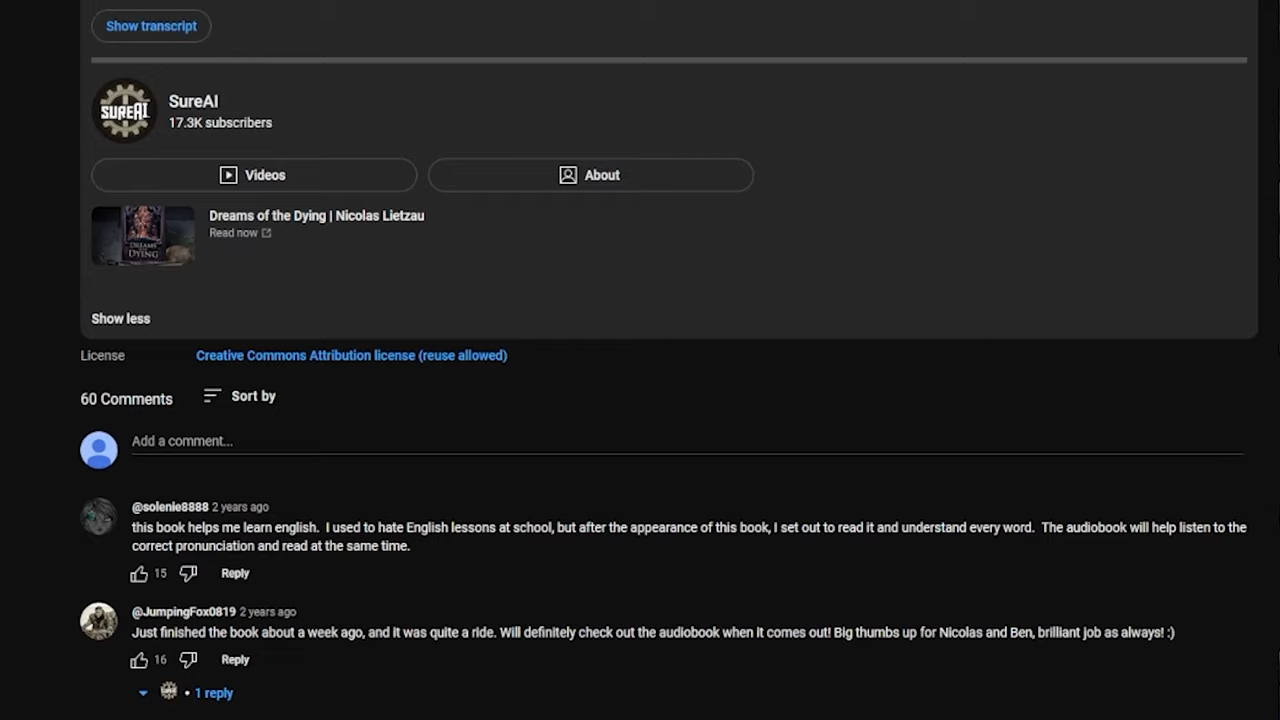 Show transcript
SUREAI
SureAI
17.3K subscribers
Videos
About
DREAMS
DYING
Dreams of the Dying | Nicolas Lietzau
Read now
Show less
License
Creative Commons Attribution license (reuse allowed)
60 Comments
Sort by
Add a comment...
@solenie8888 2 years ago
this book helps me learn english. I used to hate English lessons at school, but after the appearance of this book, I set out to read it and understand every word. The audiobook will help listen to the
correct pronunciation and read at the same time.
15
Reply
@JumpingFox0819 2 years ago
Just finished the book about a week ago, and it was quite a ride. Will definitely check out the audiobook when it comes out! Big thumbs up for Nicolas and Ben, brilliant job as always! :)
16
Reply
• 1 reply